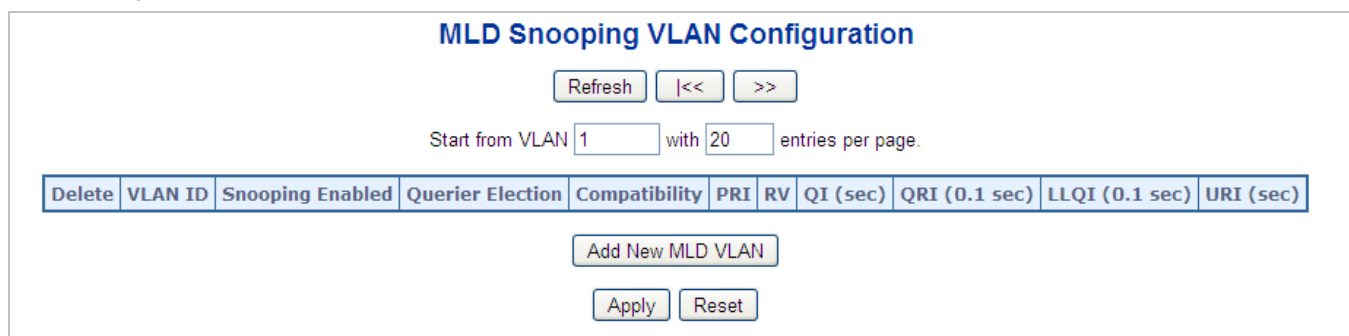 MLD Snooping VLAN Configuration
Refresh |<< >>
Start from VLAN 1 with 20 entries per page.
Delete VLAN ID Snooping Enabled Querier Election Compatibility PRI RV QI (sec) QRI (0.1 sec) LLQI (0.1 sec) URI (sec)
Add New MLD VLAN
Apply Reset